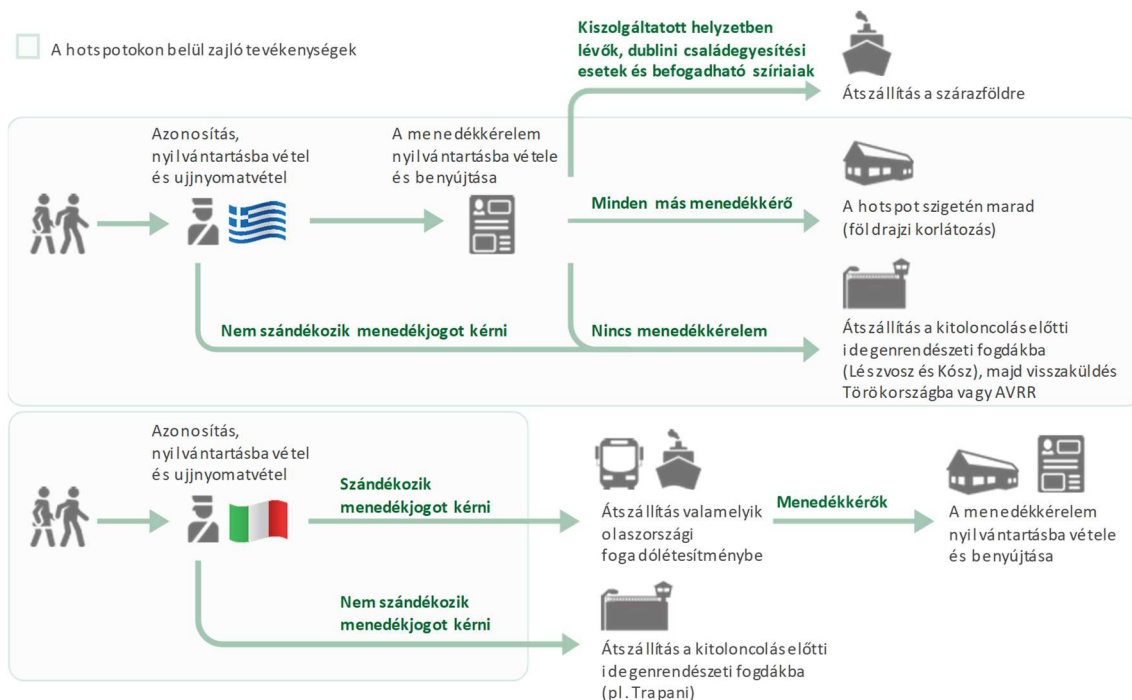 A hotspotokon belül zajló tevékenységek
Kiszolgáltatott helyzetben
lévők, dublini családegyesítési
esetek és befogadható szíriaiak
Átszállítás a szárazföldre
Azonosítás,
nyilvántartásba vétel
és ujjnyomatvétel
A menedékkérelem
nyilvántartásba vétele
és benyújtása
Minden más menedékkérő
A hotspot szigetén marad
(föl drajzi korlátozás)
Nem szándékozik menedékjogot kérni
Nincs menedékkérelem
Átszállítás a kitoloncolás előtti
idegenrendészeti fogdákba
(Lészvosz és Kósz), majd visszaküldés
Törökországba vagy AVRR
Azonosítás,
nyilvántartásba vétel
és ujjnyomatvétel
Szándékozik
menedékjogot kérni
Átszállítás valamelyik
olaszországi
fogadólétesítménybe
Menedékkérők
A menedékkérelem
nyilvántartásba vétele
és benyújtása
Nem szándékozik
menedékjogot kérni
Átszállítás a kitoloncolás előtti
idegenrendészeti fogdákba
(pl. Trapani)